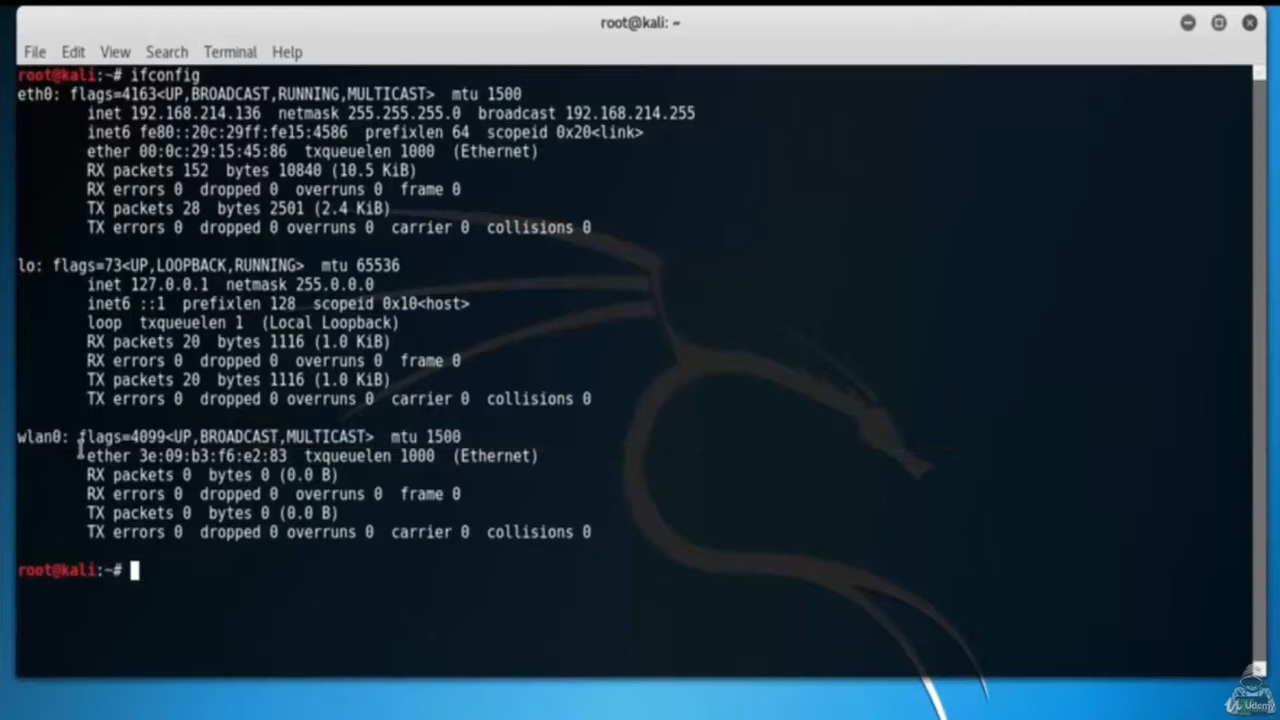 root@kali: ~
File Edit View Search Terminal Help
root@kali:~# ifconfig
eth0: flags=4163<UP,BROADCAST,RUNNING,MULTICAST>  mtu 1500
        inet 192.168.214.136  netmask 255.255.255.0  broadcast 192.168.214.255
        inet6 fe80::20c:29ff:fe15:4586  prefixlen 64  scopeid 0x20<link>
        ether 00:0c:29:15:45:86  txqueuelen 1000  (Ethernet)
        RX packets 152  bytes 10840 (10.5 KiB)
        RX errors 0  dropped 0  overruns 0  frame 0
        TX packets 28  bytes 2501 (2.4 KiB)
        TX errors 0  dropped 0 overruns 0  carrier 0  collisions 0

lo: flags=73<UP,LOOPBACK,RUNNING>  mtu 65536
        inet 127.0.0.1  netmask 255.0.0.0
        inet6 ::1  prefixlen 128  scopeid 0x10<host>
        loop  txqueuelen 1  (Local Loopback)
        RX packets 20  bytes 1116 (1.0 KiB)
        RX errors 0  dropped 0  overruns 0  frame 0
        TX packets 20  bytes 1116 (1.0 KiB)
        TX errors 0  dropped 0 overruns 0  carrier 0  collisions 0

wlan0: flags=4099<UP,BROADCAST,MULTICAST>  mtu 1500
        ether 3e:09:b3:f6:e2:83  txqueuelen 1000  (Ethernet)
        RX packets 0  bytes 0 (0.0 B)
        RX errors 0  dropped 0  overruns 0  frame 0
        TX packets 0  bytes 0 (0.0 B)
        TX errors 0  dropped 0 overruns 0  carrier 0  collisions 0

root@kali:~#
Udemy